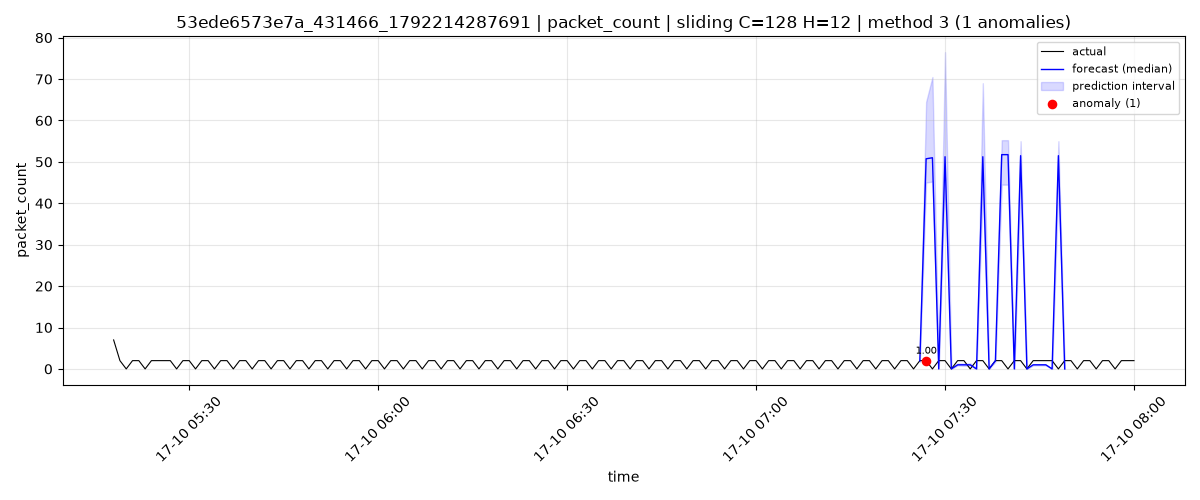 53ede6573e7a_431466_1792214287691 | packet_count | sliding C=128 H=12 | method 3 (1 anomalies)
actual
forecast (median)
prediction interval
anomaly (1)
packet_count
80
70
60
50
40
30
20
10
0
1.00
17-10 05:30
17-10 06:00
17-10 06:30
17-10 07:00
17-10 07:30
17-10 08:00
time